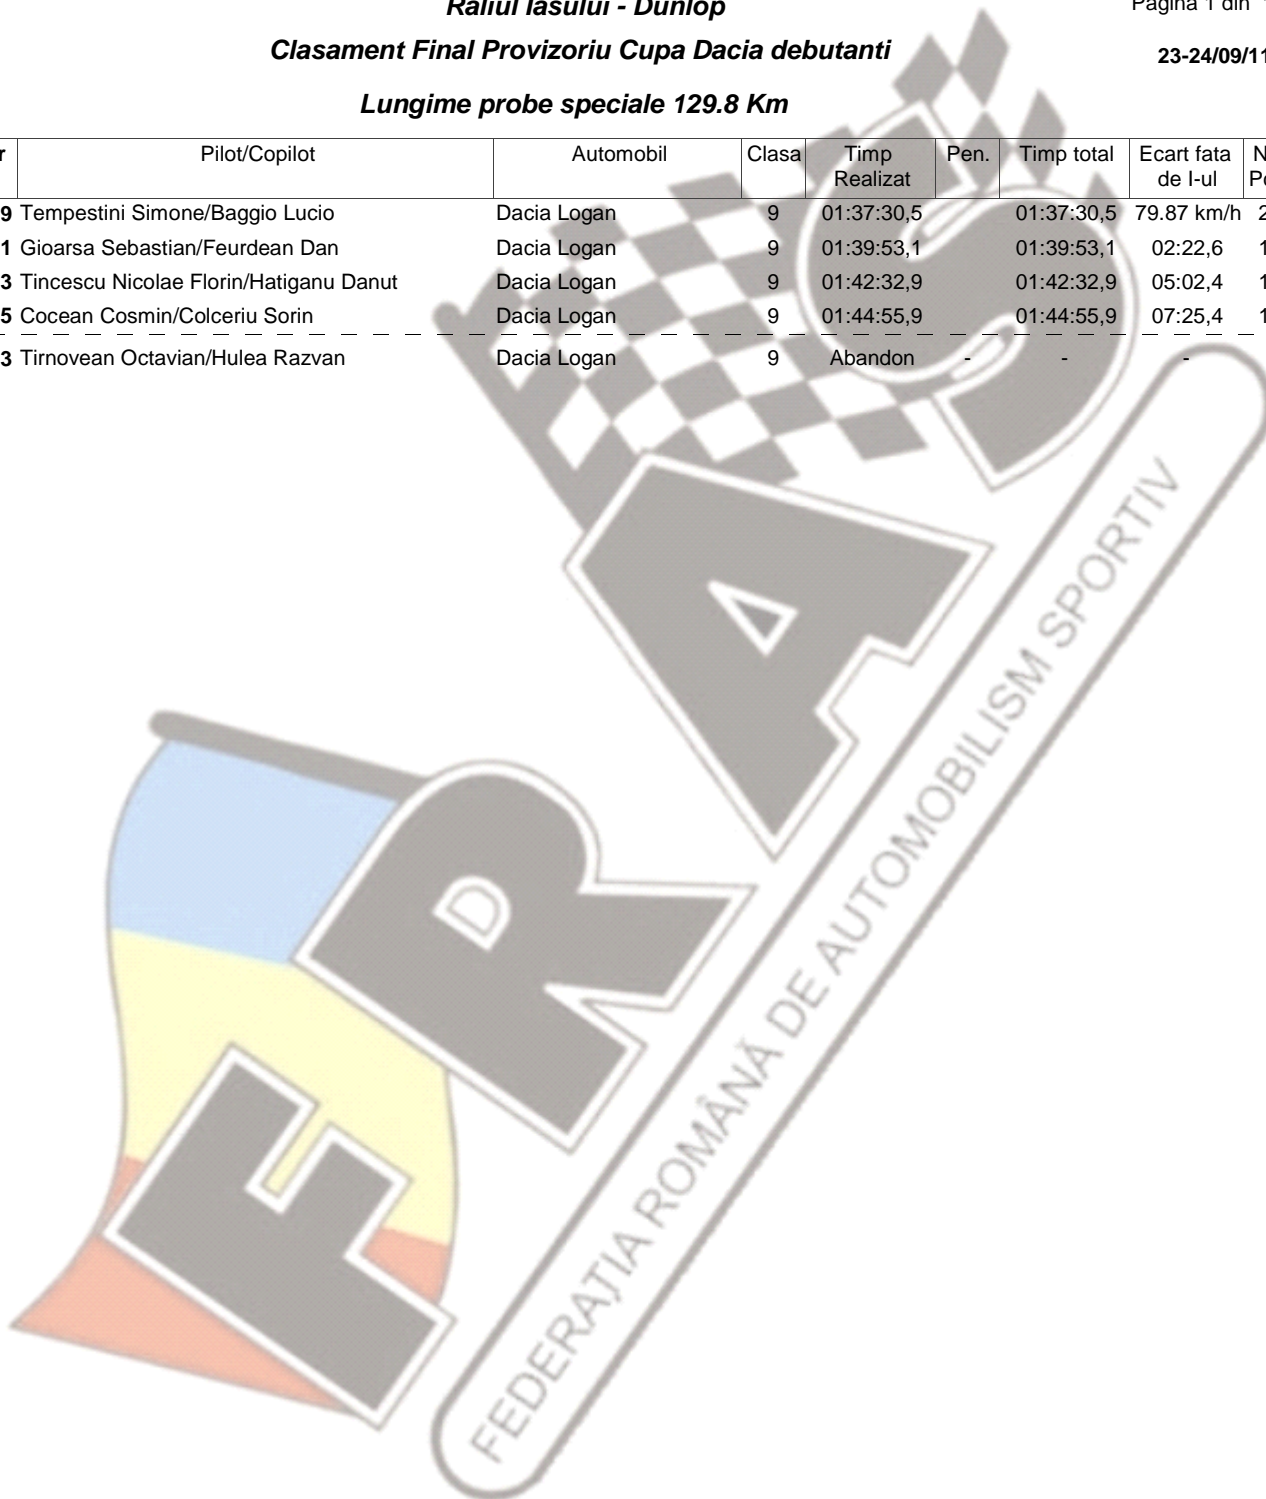 Raliul Iasului - Dunlop
Pagina 1 din
Clasament Final Provizoriu Cupa Dacia debutanti
23-24/09/11
Lungime probe speciale 129.8 Km
Pilot/Copilot Automobil Clasa Timp Realizat Pen. Timp total Ecart fata de I-ul
9 Tempestini Simone/Baggio Lucio Dacia Logan 9 01:37:30,5 01:37:30,5 79.87 km/h 2
1 Gioarsa Sebastian/Feurdean Dan Dacia Logan 9 01:39:53,1 01:39:53,1 02:22,6 1
3 Tincescu Nicolae Florin/Hatiganu Danut Dacia Logan 9 01:42:32,9 01:42:32,9 05:02,4 1
5 Cocean Cosmin/Colceriu Sorin Dacia Logan 9 01:44:55,9 01:44:55,9 07:25,4 1
3 Tirnovean Octavian/Hulea Razvan Dacia Logan 9 Abandon - - -
FRAS
FEDERAȚIA ROMÂNĂ DE AUTOMOBILISM SPORTIV